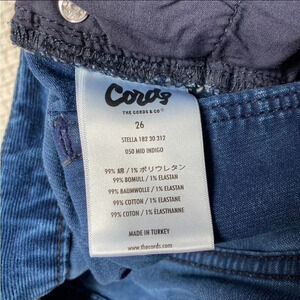 Cords
THE CORDS & CO
26
STELLA 182 30 312
050 MID INDIGO
99% 綿 / 1% ポリウレタン
99% BOMULL / 1% ELASTAN
99% BAUMWOLLE / 1% ELASTAN
99% COTTON / 1% ELASTANE
99% COTON / 1% ÉLASTHANNE
MADE IN TURKEY
www.thecords.com